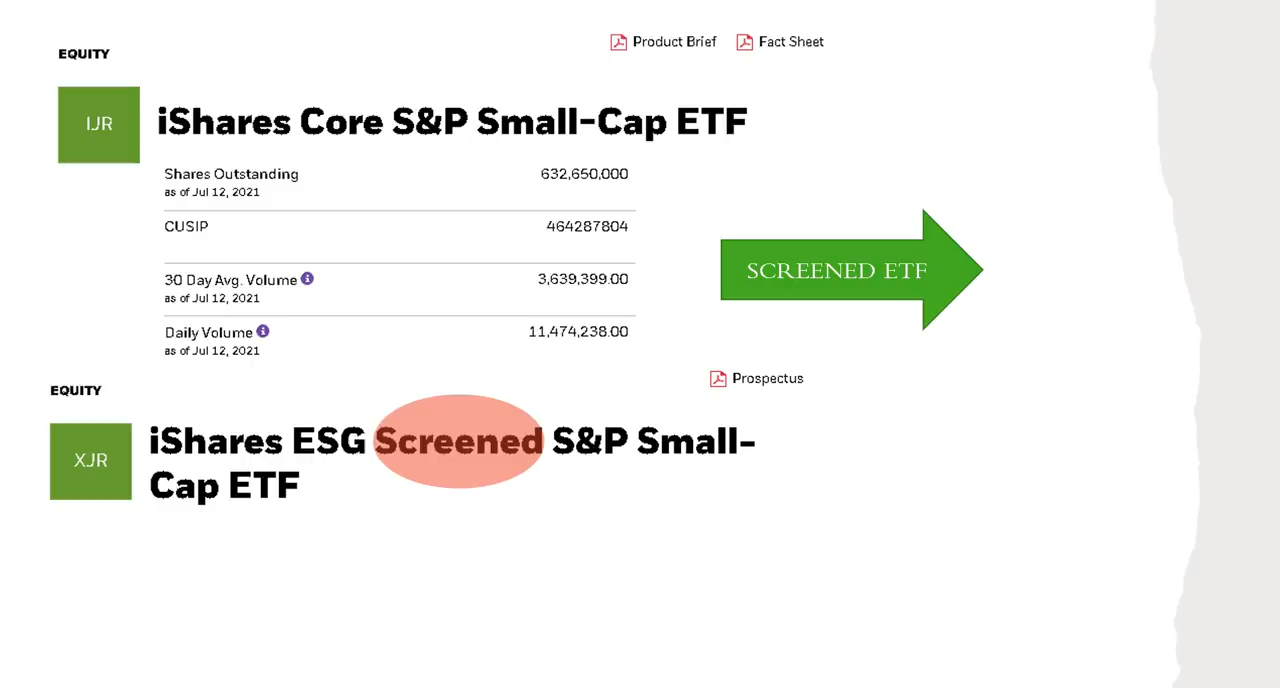 EQUITY
Product Brief
Fact Sheet
IJR
iShares Core S&P Small-Cap ETF
Shares Outstanding 632,650,000
as of Jul 12, 2021
CUSIP 464287804
30 Day Avg. Volume 3,639,399.00
as of Jul 12, 2021
Daily Volume 11,474,238.00
as of Jul 12, 2021
SCREENED ETF
EQUITY
Prospectus
XJR
iShares ESG Screened S&P Small-
Cap ETF